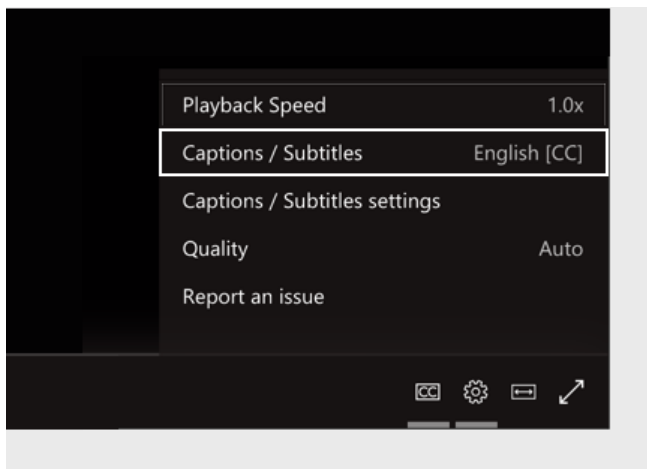 Playback Speed 1.0x
Captions / Subtitles English [CC]
Captions / Subtitles settings
Quality Auto
Report an issue
CC